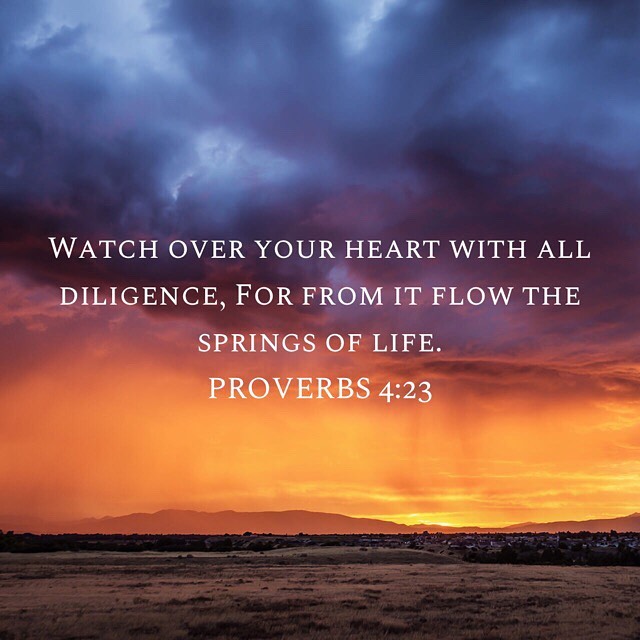 Watch over your heart with all
diligence, For from it flow the
springs of life.
PROVERBS 4:23